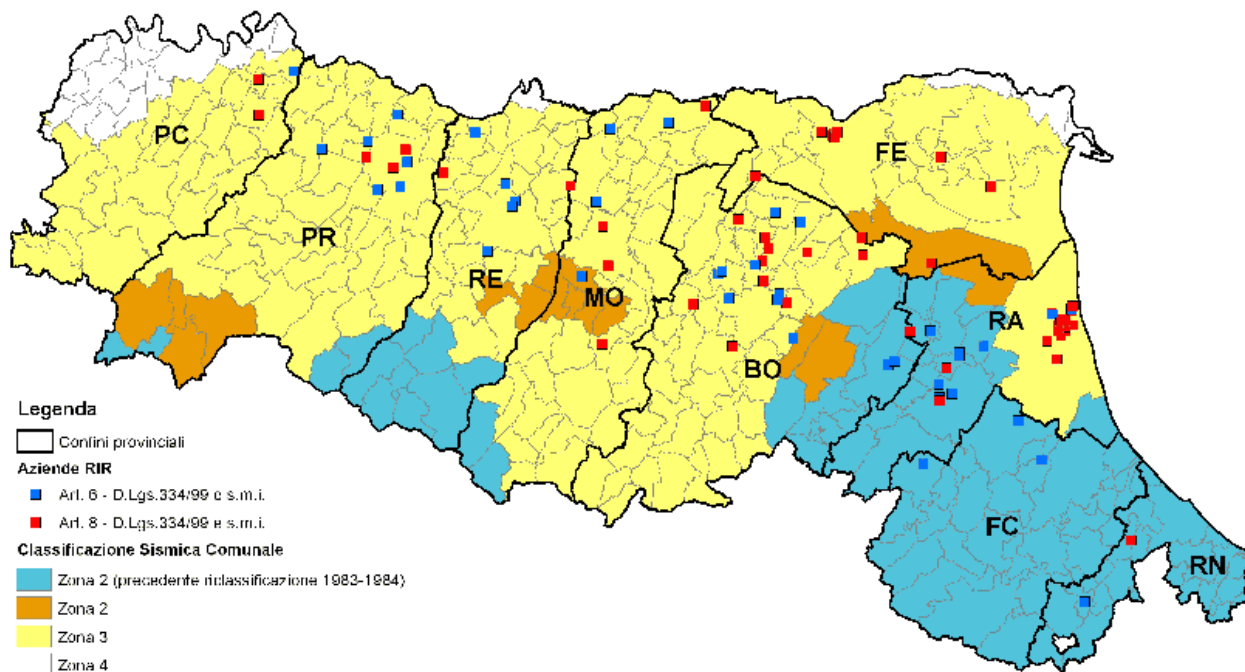 PC
PR
RE
MO
BO
FE
RA
FC
RN
Legenda
Confini provinciali
Aziende RIR
Art. 6 - D.Lgs.334/99 e s.m.i.
Art. 8 - D.Lgs.334/99 e s.m.i.
Classificazione Sismica Comunale
Zona 2 (precedente riclassificazione 1983-1984)
Zona 2
Zona 3
Zona 4